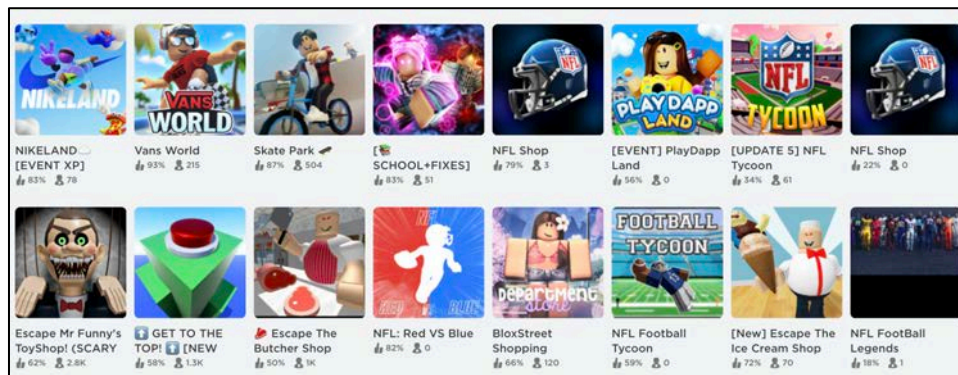 NIKELAND
VANS
WORLD
NFL
PLAYDAPP
LAND
NFL
TYCOON
NFL
NIKELAND☁️
[EVENT XP]
83% 78
Vans World
93% 215
Skate Park 🛹
87% 504
[📚
SCHOOL+FIXES]
83% 51
NFL Shop
79% 3
[EVENT] PlayDapp
Land
56% 0
[UPDATE 5] NFL
Tycoon
34% 61
NFL Shop
22% 0
RED VS BLUE
DEPARTMENT
store
FOOTBALL
TYCOON
Escape Mr Funny's
ToyShop! (SCARY
62% 2.8K
⬆️ GET TO THE
TOP! ⬆️ [NEW
58% 1.3K
🥩 Escape The
Butcher Shop
50% 1K
NFL: Red VS Blue
82% 0
BloxStreet
Shopping
66% 120
NFL Football
Tycoon
59% 0
[New] Escape The
Ice Cream Shop
72% 70
NFL FootBall
Legends
18% 1